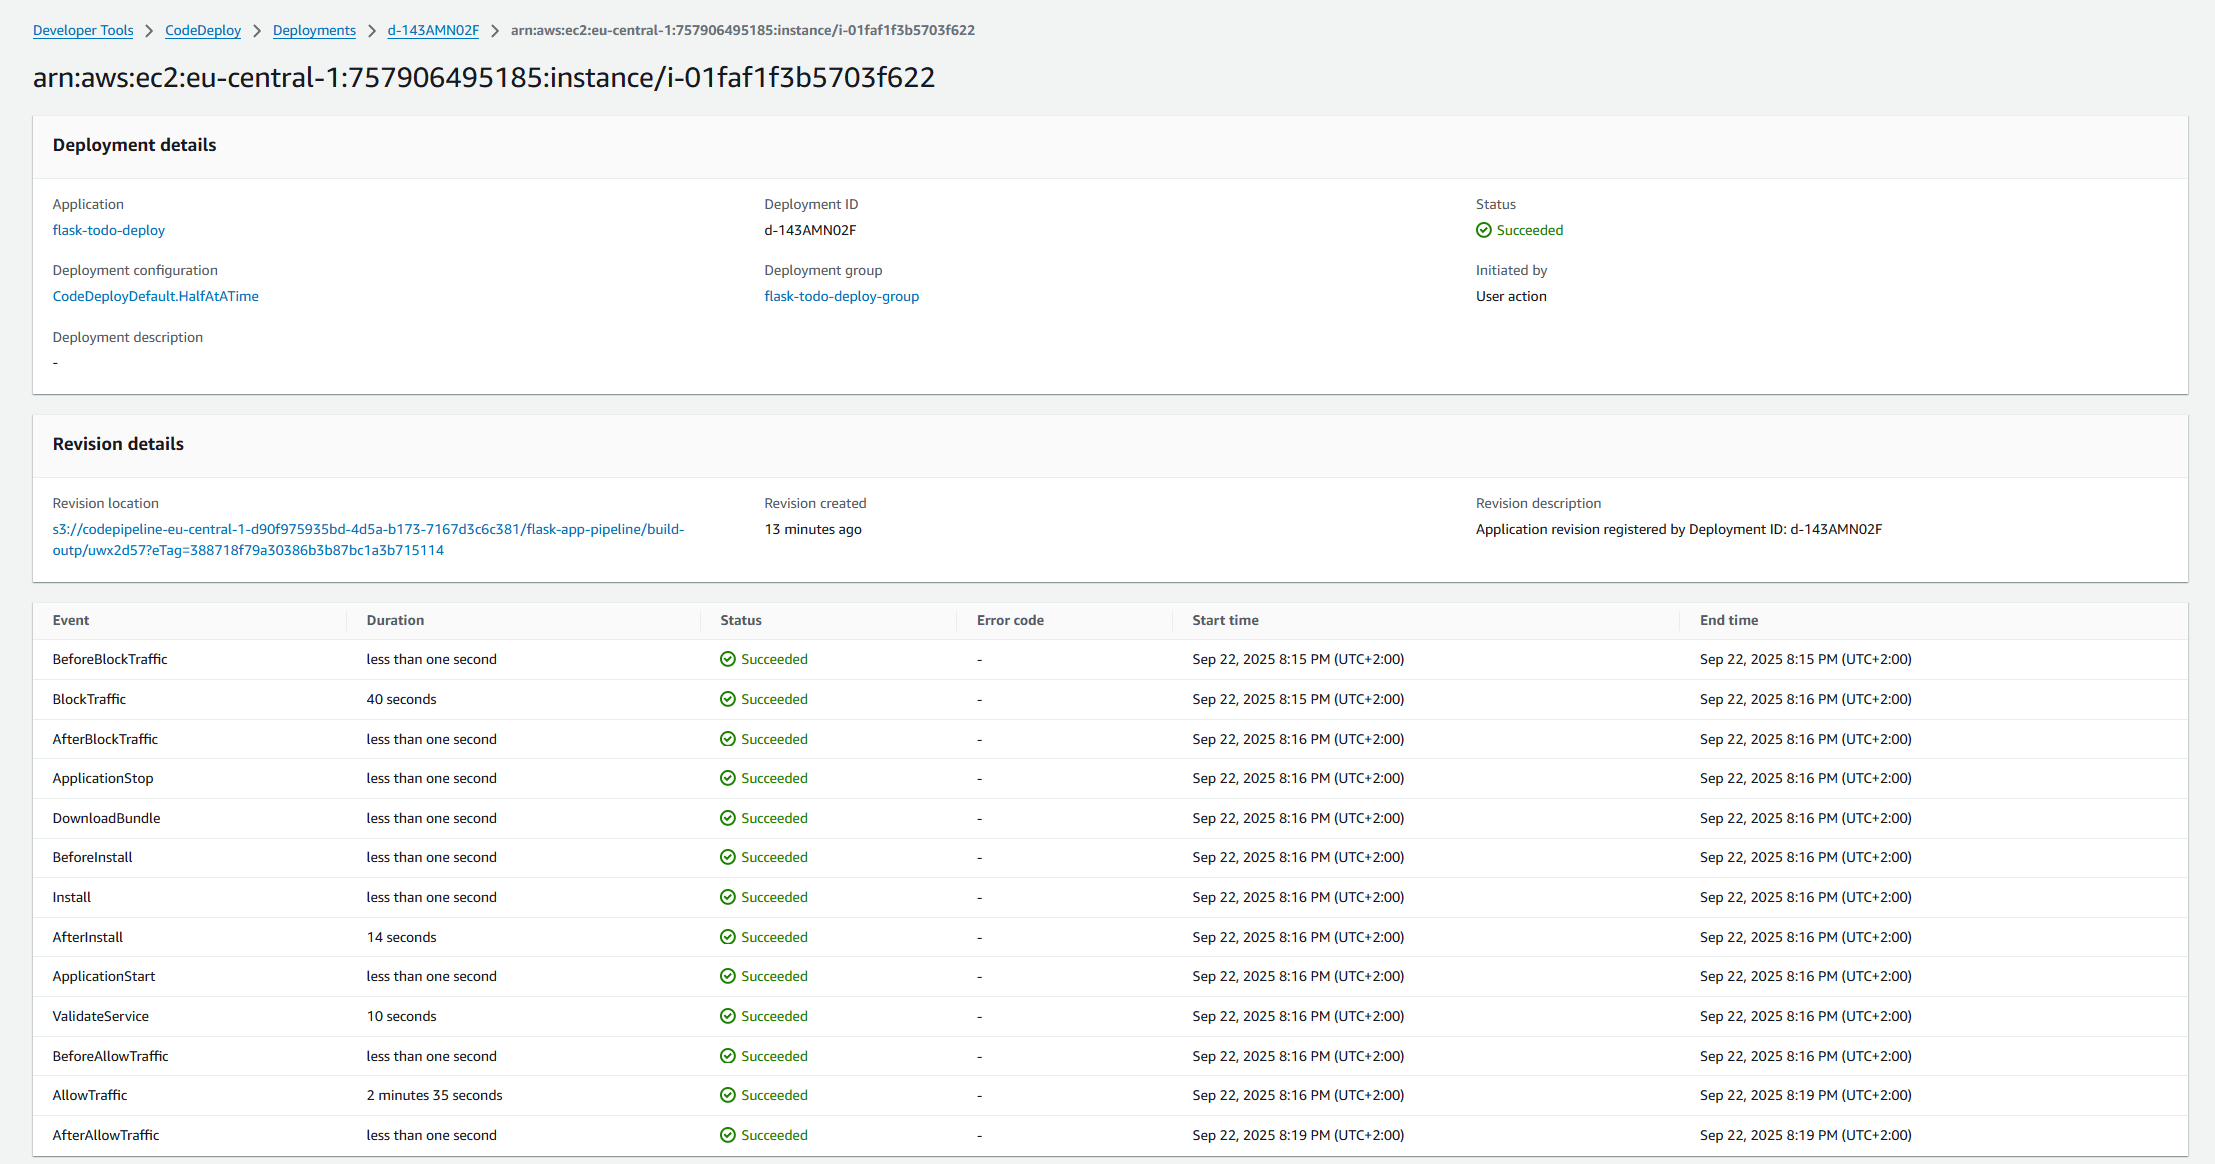 Developer Tools > CodeDeploy > Deployments > d-143AMN02F > arn:aws:ec2:eu-central-1:757906495185:instance/i-01faf1f3b5703f622
arn:aws:ec2:eu-central-1:757906495185:instance/i-01faf1f3b5703f622
Deployment details
Application Deployment ID Status
flask-todo-deploy d-143AMN02F Succeeded
Deployment configuration Deployment group Initiated by
CodeDeployDefault.HalfAtATime flask-todo-deploy-group User action
Deployment description
-
Revision details
Revision location Revision created Revision description
s3://codepipeline-eu-central-1-d90f975935bd-4d5a-b173-7167d3c6c381/flask-app-pipeline/build- 13 minutes ago Application revision registered by Deployment ID: d-143AMN02F
outp/uwx2d57?eTag=388718f79a30386b3b87bc1a3b715114
Event Duration Status Error code Start time End time
BeforeBlockTraffic less than one second Succeeded - Sep 22, 2025 8:15 PM (UTC+2:00) Sep 22, 2025 8:15 PM (UTC+2:00)
BlockTraffic 40 seconds Succeeded - Sep 22, 2025 8:15 PM (UTC+2:00) Sep 22, 2025 8:16 PM (UTC+2:00)
AfterBlockTraffic less than one second Succeeded - Sep 22, 2025 8:16 PM (UTC+2:00) Sep 22, 2025 8:16 PM (UTC+2:00)
ApplicationStop less than one second Succeeded - Sep 22, 2025 8:16 PM (UTC+2:00) Sep 22, 2025 8:16 PM (UTC+2:00)
DownloadBundle less than one second Succeeded - Sep 22, 2025 8:16 PM (UTC+2:00) Sep 22, 2025 8:16 PM (UTC+2:00)
BeforeInstall less than one second Succeeded - Sep 22, 2025 8:16 PM (UTC+2:00) Sep 22, 2025 8:16 PM (UTC+2:00)
Install less than one second Succeeded - Sep 22, 2025 8:16 PM (UTC+2:00) Sep 22, 2025 8:16 PM (UTC+2:00)
AfterInstall 14 seconds Succeeded - Sep 22, 2025 8:16 PM (UTC+2:00) Sep 22, 2025 8:16 PM (UTC+2:00)
ApplicationStart less than one second Succeeded - Sep 22, 2025 8:16 PM (UTC+2:00) Sep 22, 2025 8:16 PM (UTC+2:00)
ValidateService 10 seconds Succeeded - Sep 22, 2025 8:16 PM (UTC+2:00) Sep 22, 2025 8:16 PM (UTC+2:00)
BeforeAllowTraffic less than one second Succeeded - Sep 22, 2025 8:16 PM (UTC+2:00) Sep 22, 2025 8:16 PM (UTC+2:00)
AllowTraffic 2 minutes 35 seconds Succeeded - Sep 22, 2025 8:16 PM (UTC+2:00) Sep 22, 2025 8:19 PM (UTC+2:00)
AfterAllowTraffic less than one second Succeeded - Sep 22, 2025 8:19 PM (UTC+2:00) Sep 22, 2025 8:19 PM (UTC+2:00)